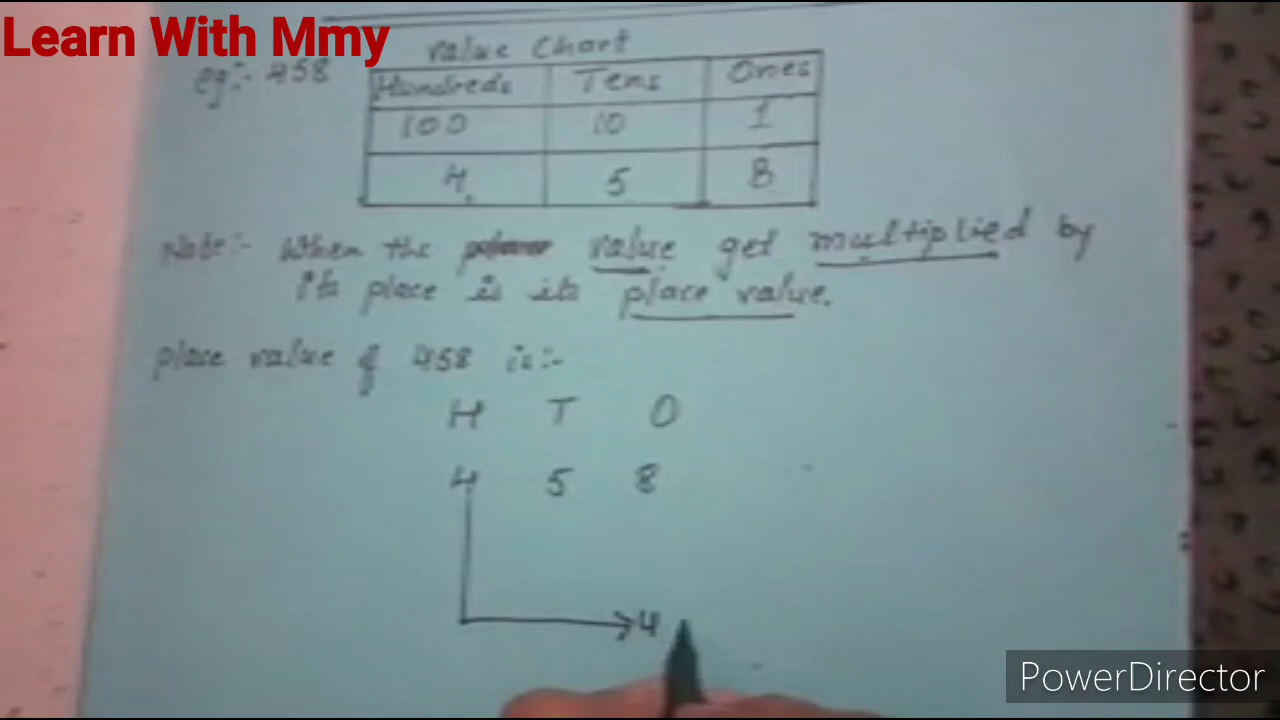 Learn With Mmy
value Chart
eg:- 458
Hundreds Tens Ones
100 10 1
4 5 8
Note:- When the value get multiplied by
its place is its place value.
place value of 458 is:-
H T O
4 5 8
4
PowerDirector